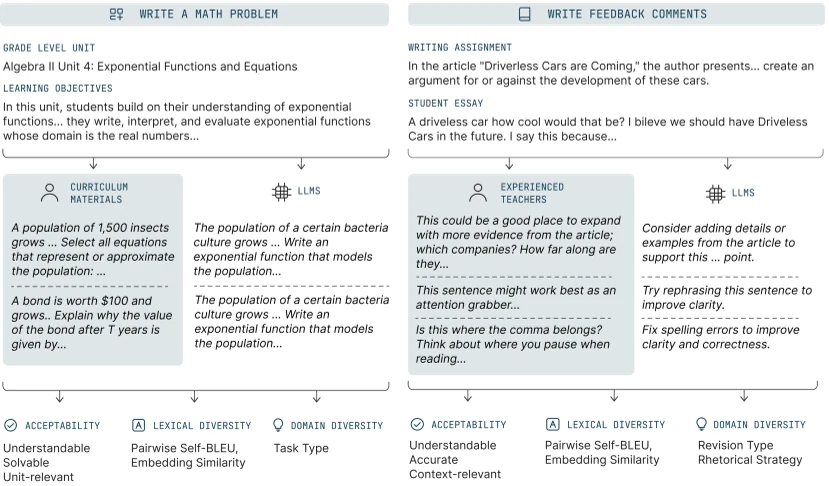 WRITE A MATH PROBLEM
GRADE LEVEL UNIT
Algebra II Unit 4: Exponential Functions and Equations
LEARNING OBJECTIVES
In this unit, students build on their understanding of exponential
functions... they write, interpret, and evaluate exponential functions
whose domain is the real numbers...
CURRICULUM
MATERIALS
A population of 1,500 insects
grows ... Select all equations
that represent or approximate
the population: ...
A bond is worth $100 and
grows.. Explain why the value
of the bond after T years is
given by...
LLMS
The population of a certain bacteria
culture grows ... Write an
exponential function that models
the population...
The population of a certain bacteria
culture grows ... Write an
exponential function that models
the population...
ACCEPTABILITY
Understandable
Solvable
Unit-relevant
LEXICAL DIVERSITY
Pairwise Self-BLEU,
Embedding Similarity
DOMAIN DIVERSITY
Task Type
WRITE FEEDBACK COMMENTS
WRITING ASSIGNMENT
In the article "Driverless Cars are Coming," the author presents... create an
argument for or against the development of these cars.
STUDENT ESSAY
A driveless car how cool would that be? I bileve we should have Driveless
Cars in the future. I say this because...
EXPERIENCED
TEACHERS
This could be a good place to expand
with more evidence from the article;
which companies? How far along are
they...
This sentence might work best as an
attention grabber...
Is this where the comma belongs?
Think about where you pause when
reading...
LLMS
Consider adding details or
examples from the article to
support this ... point.
Try rephrasing this sentence to
improve clarity.
Fix spelling errors to improve
clarity and correctness.
ACCEPTABILITY
Understandable
Accurate
Context-relevant
LEXICAL DIVERSITY
Pairwise Self-BLEU,
Embedding Similarity
DOMAIN DIVERSITY
Revision Type
Rhetorical Strategy